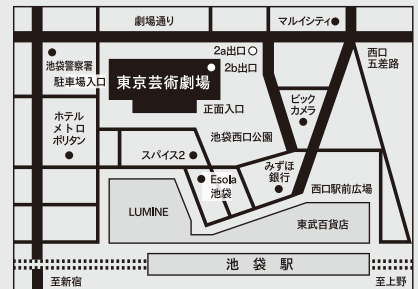 劇場通り
マルイシティ
2a出口
西口
五差路
池袋警察署
駐車場入口
2b出口
東京芸術劇場
正面入口
ビック
カメラ
ホテル
メトロ
ポリタン
池袋西口公園
スパイス2
みずほ
銀行
Esola
池袋
西口駅前広場
LUMINE
東武百貨店
池袋駅
至新宿
至上野